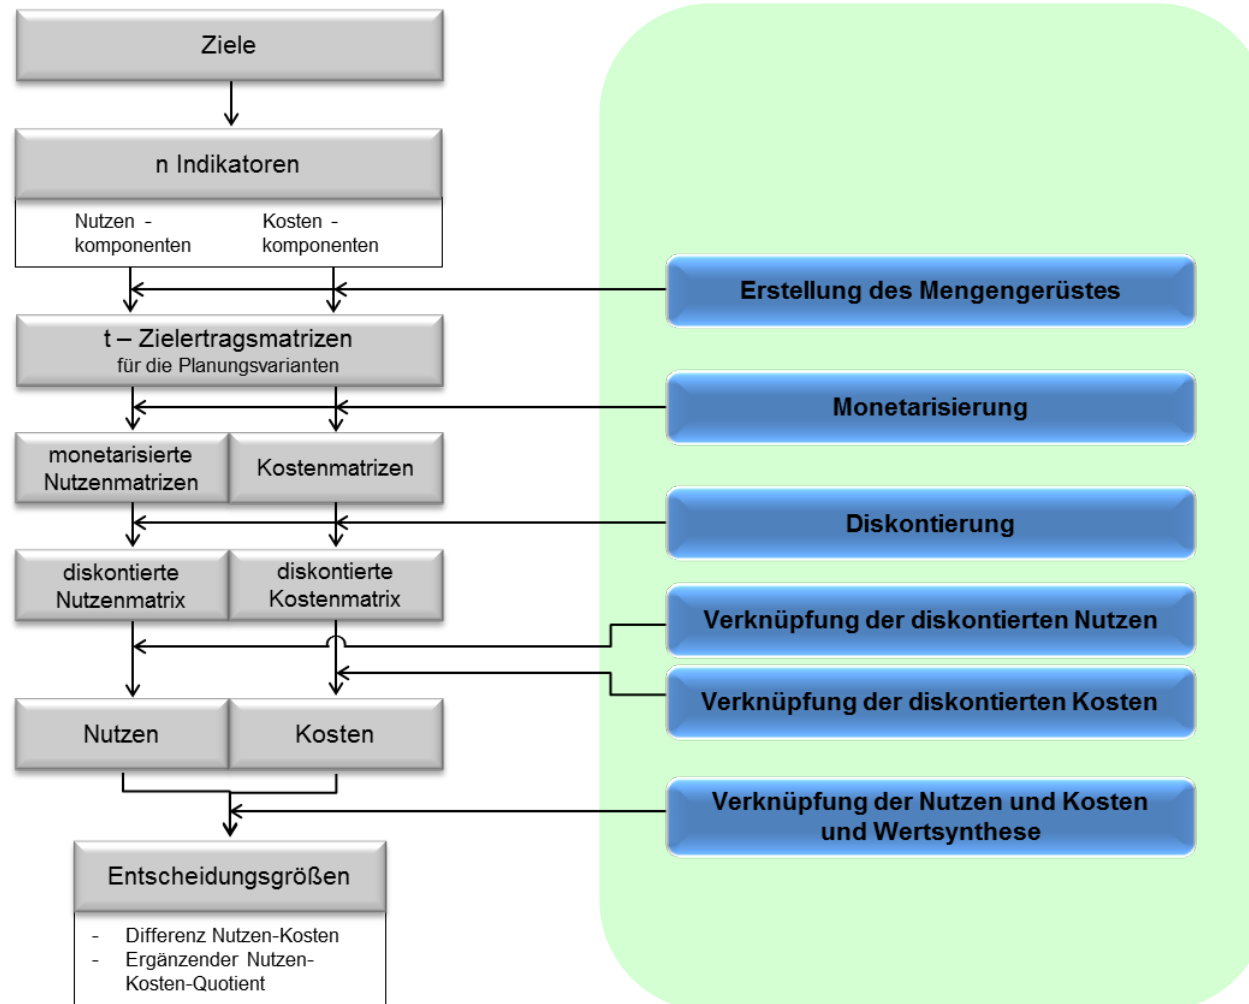 Ziele
n Indikatoren
Nutzen -
komponenten
Kosten -
komponenten
Erstellung des Mengengerüstes
t – Zielertragsmatrizen
für die Planungsvarianten
Monetarisierung
monetarisierte
Nutzenmatrizen
Kostenmatrizen
Diskontierung
diskontierte
Nutzenmatrix
diskontierte
Kostenmatrix
Verknüpfung der diskontierten Nutzen
Verknüpfung der diskontierten Kosten
Nutzen
Kosten
Verknüpfung der Nutzen und Kosten
und Wertsynthese
Entscheidungsgrößen
- Differenz Nutzen-Kosten
- Ergänzender Nutzen-
Kosten-Quotient